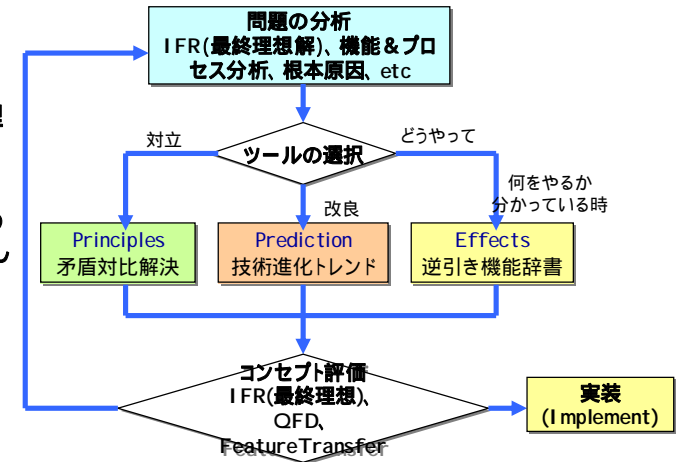 問題の分析
IFR(最終理想解)、機能&プロ
セス分析、根本原因、etc
対立
ツールの選択
どうやって
改良
何をやるか
分かっている時
Principles
矛盾対比解決
Prediction
技術進化トレンド
Effects
逆引き機能辞書
コンセプト評価
IFR(最終理想)、
QFD、
FeatureTransfer
実装
(Implement)